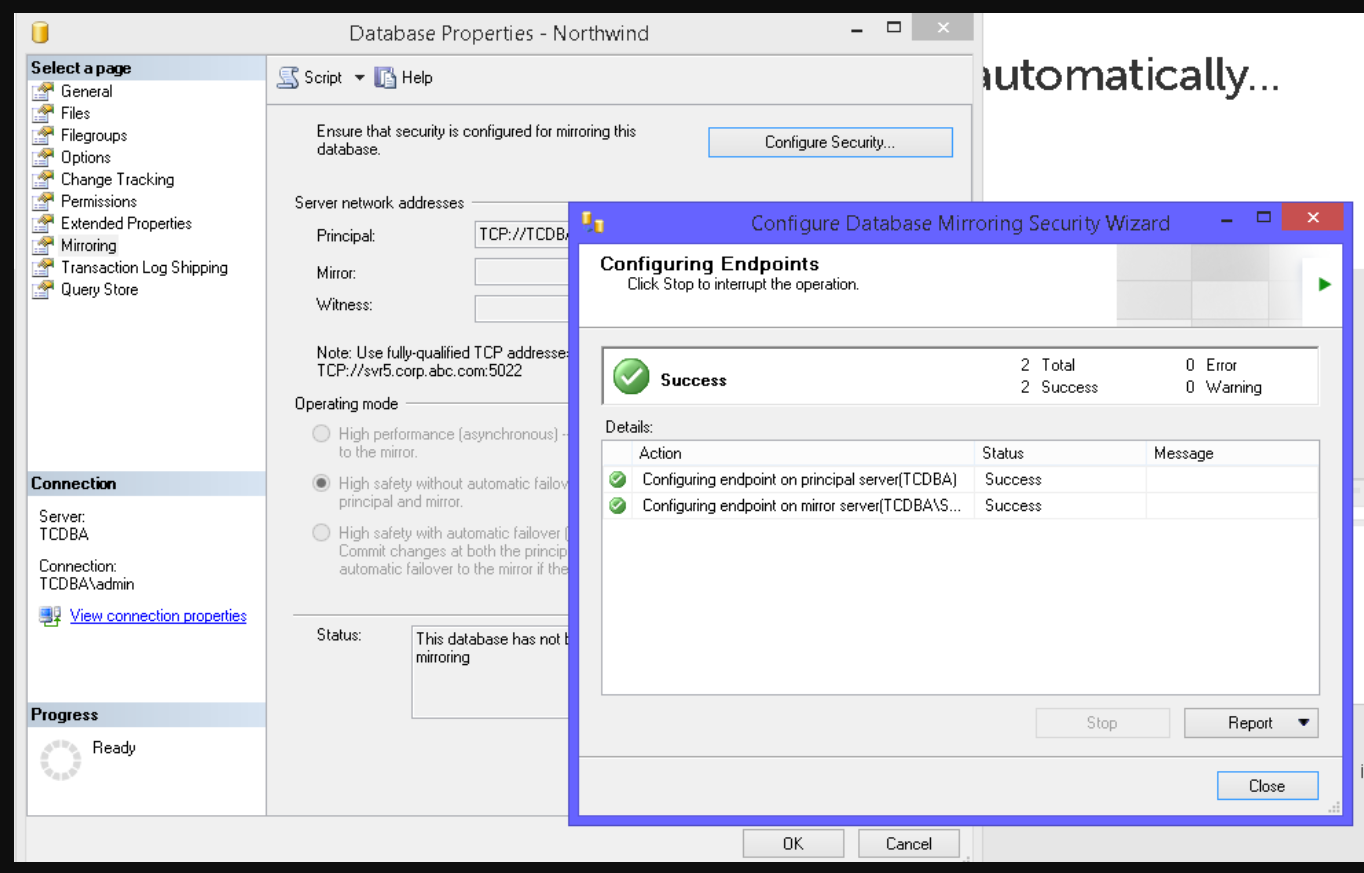 Database Properties - Northwind
automatically...
Select a page
General
Files
Filegroups
Options
Change Tracking
Permissions
Extended Properties
Mirroring
Transaction Log Shipping
Query Store
Connection
Server:
TCDBA
Connection:
TCDBA\admin
View connection properties
Progress
Ready
Script
Help
Ensure that security is configured for mirroring this
database.
Configure Security...
Server network addresses
Principal:
TCP://TCDBA
Mirror:
Witness:
Note: Use fully-qualified TCP addresses
TCP://svr5.corp.abc.com:5022
Operating mode
High performance (asynchronous) -
to the mirror.
High safety without automatic failov
principal and mirror.
High safety with automatic failover (
Commit changes at both the princip
automatic failover to the mirror if the
Status:
This database has not b
mirroring
OK
Cancel
Configure Database Mirroring Security Wizard
Configuring Endpoints
Click Stop to interrupt the operation.
Success
2 Total
0 Error
2 Success
0 Warning
Details:
Action
Status
Message
Configuring endpoint on principal server(TCDBA)
Success
Configuring endpoint on mirror server(TCDBA\S...
Success
Stop
Report
Close